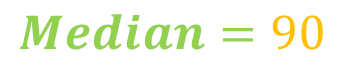 Median = 90